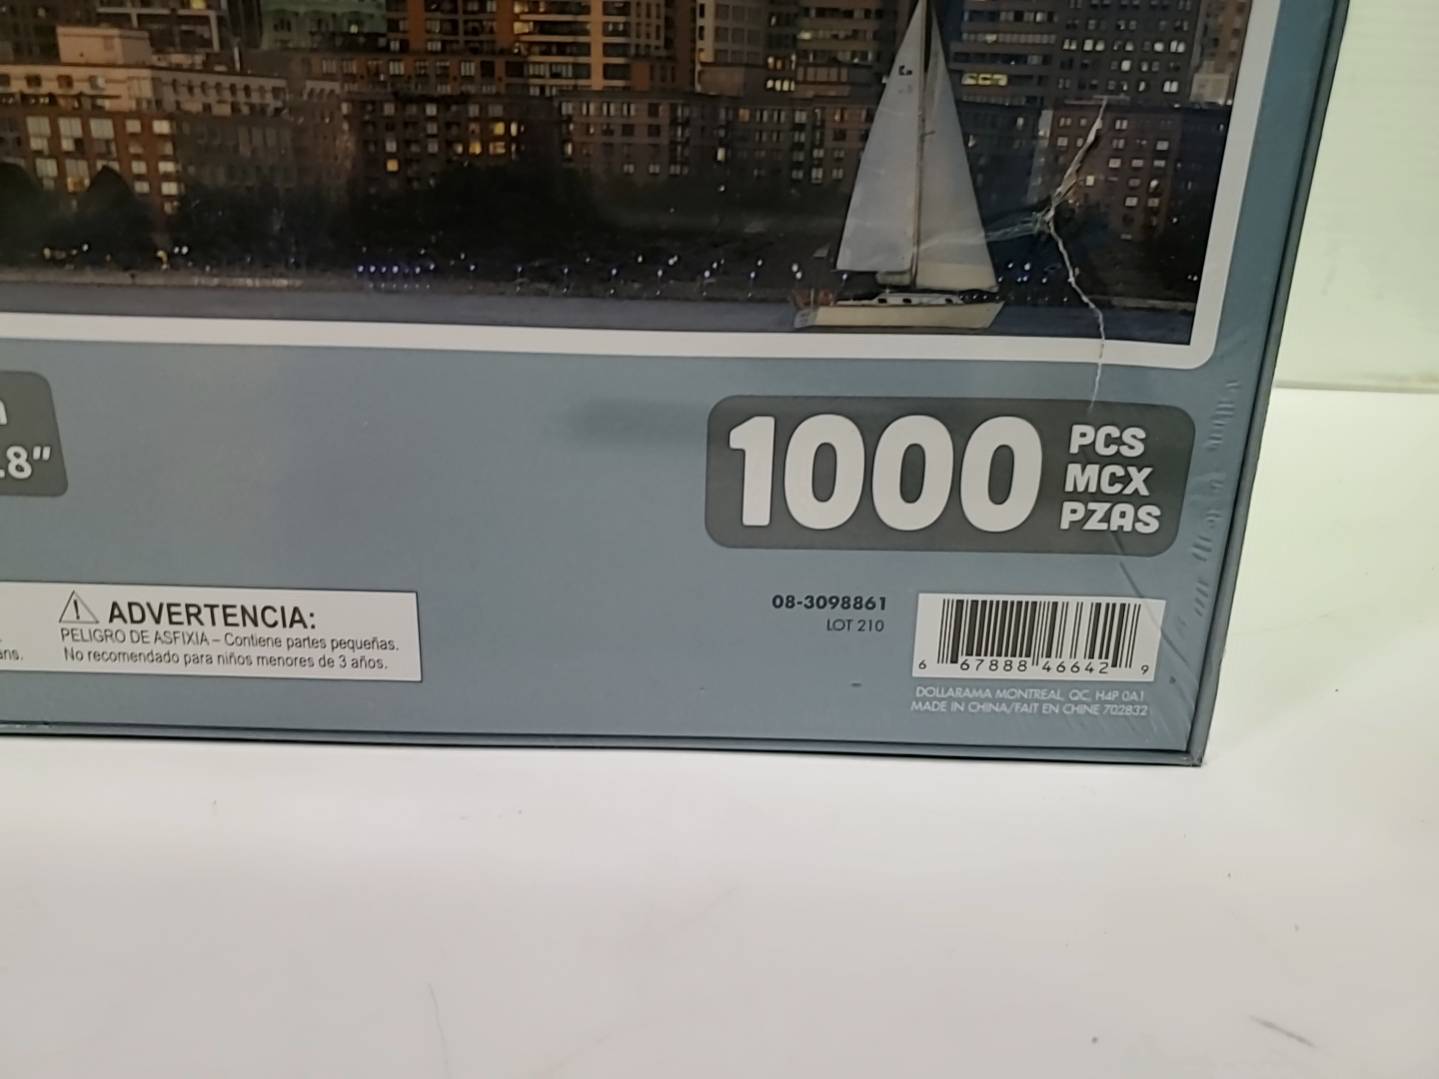 .8"
1000 PCS
MCX
PZAS
ADVERTENCIA:
PELIGRO DE ASFIXIA – Contiene partes pequeñas.
No recomendado para niños menores de 3 años.
ans.
08-3098861
LOT 210
6 67888 46642 9
DOLLARAMA MONTREAL, QC, H4P 0A1
MADE IN CHINA/FAIT EN CHINE 702832